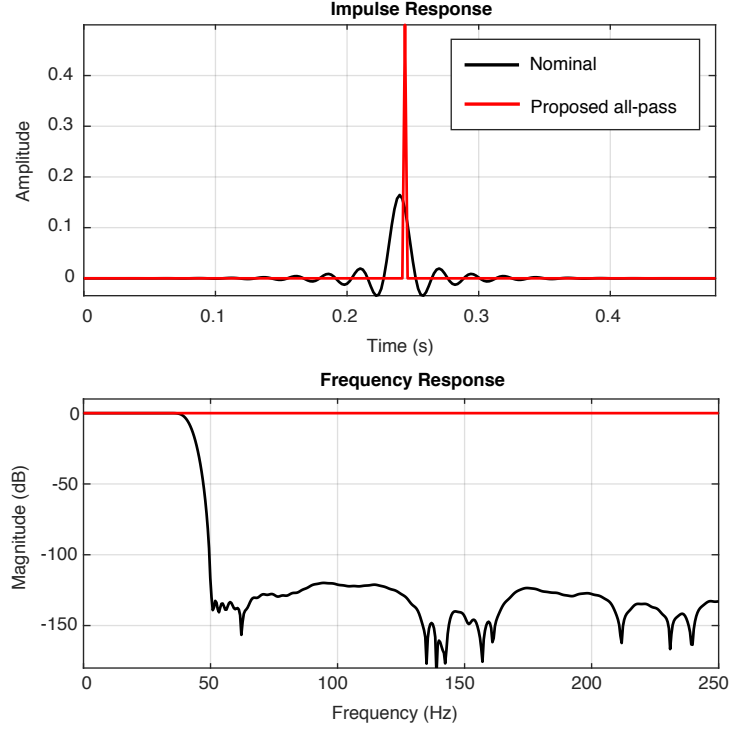 Impulse Response
Amplitude
0.4
0.3
0.2
0.1
0
Nominal
Proposed all-pass
0 0.1 0.2 0.3 0.4
Time (s)
Frequency Response
Magnitude (dB)
0
-50
-100
-150
0 50 100 150 200 250
Frequency (Hz)